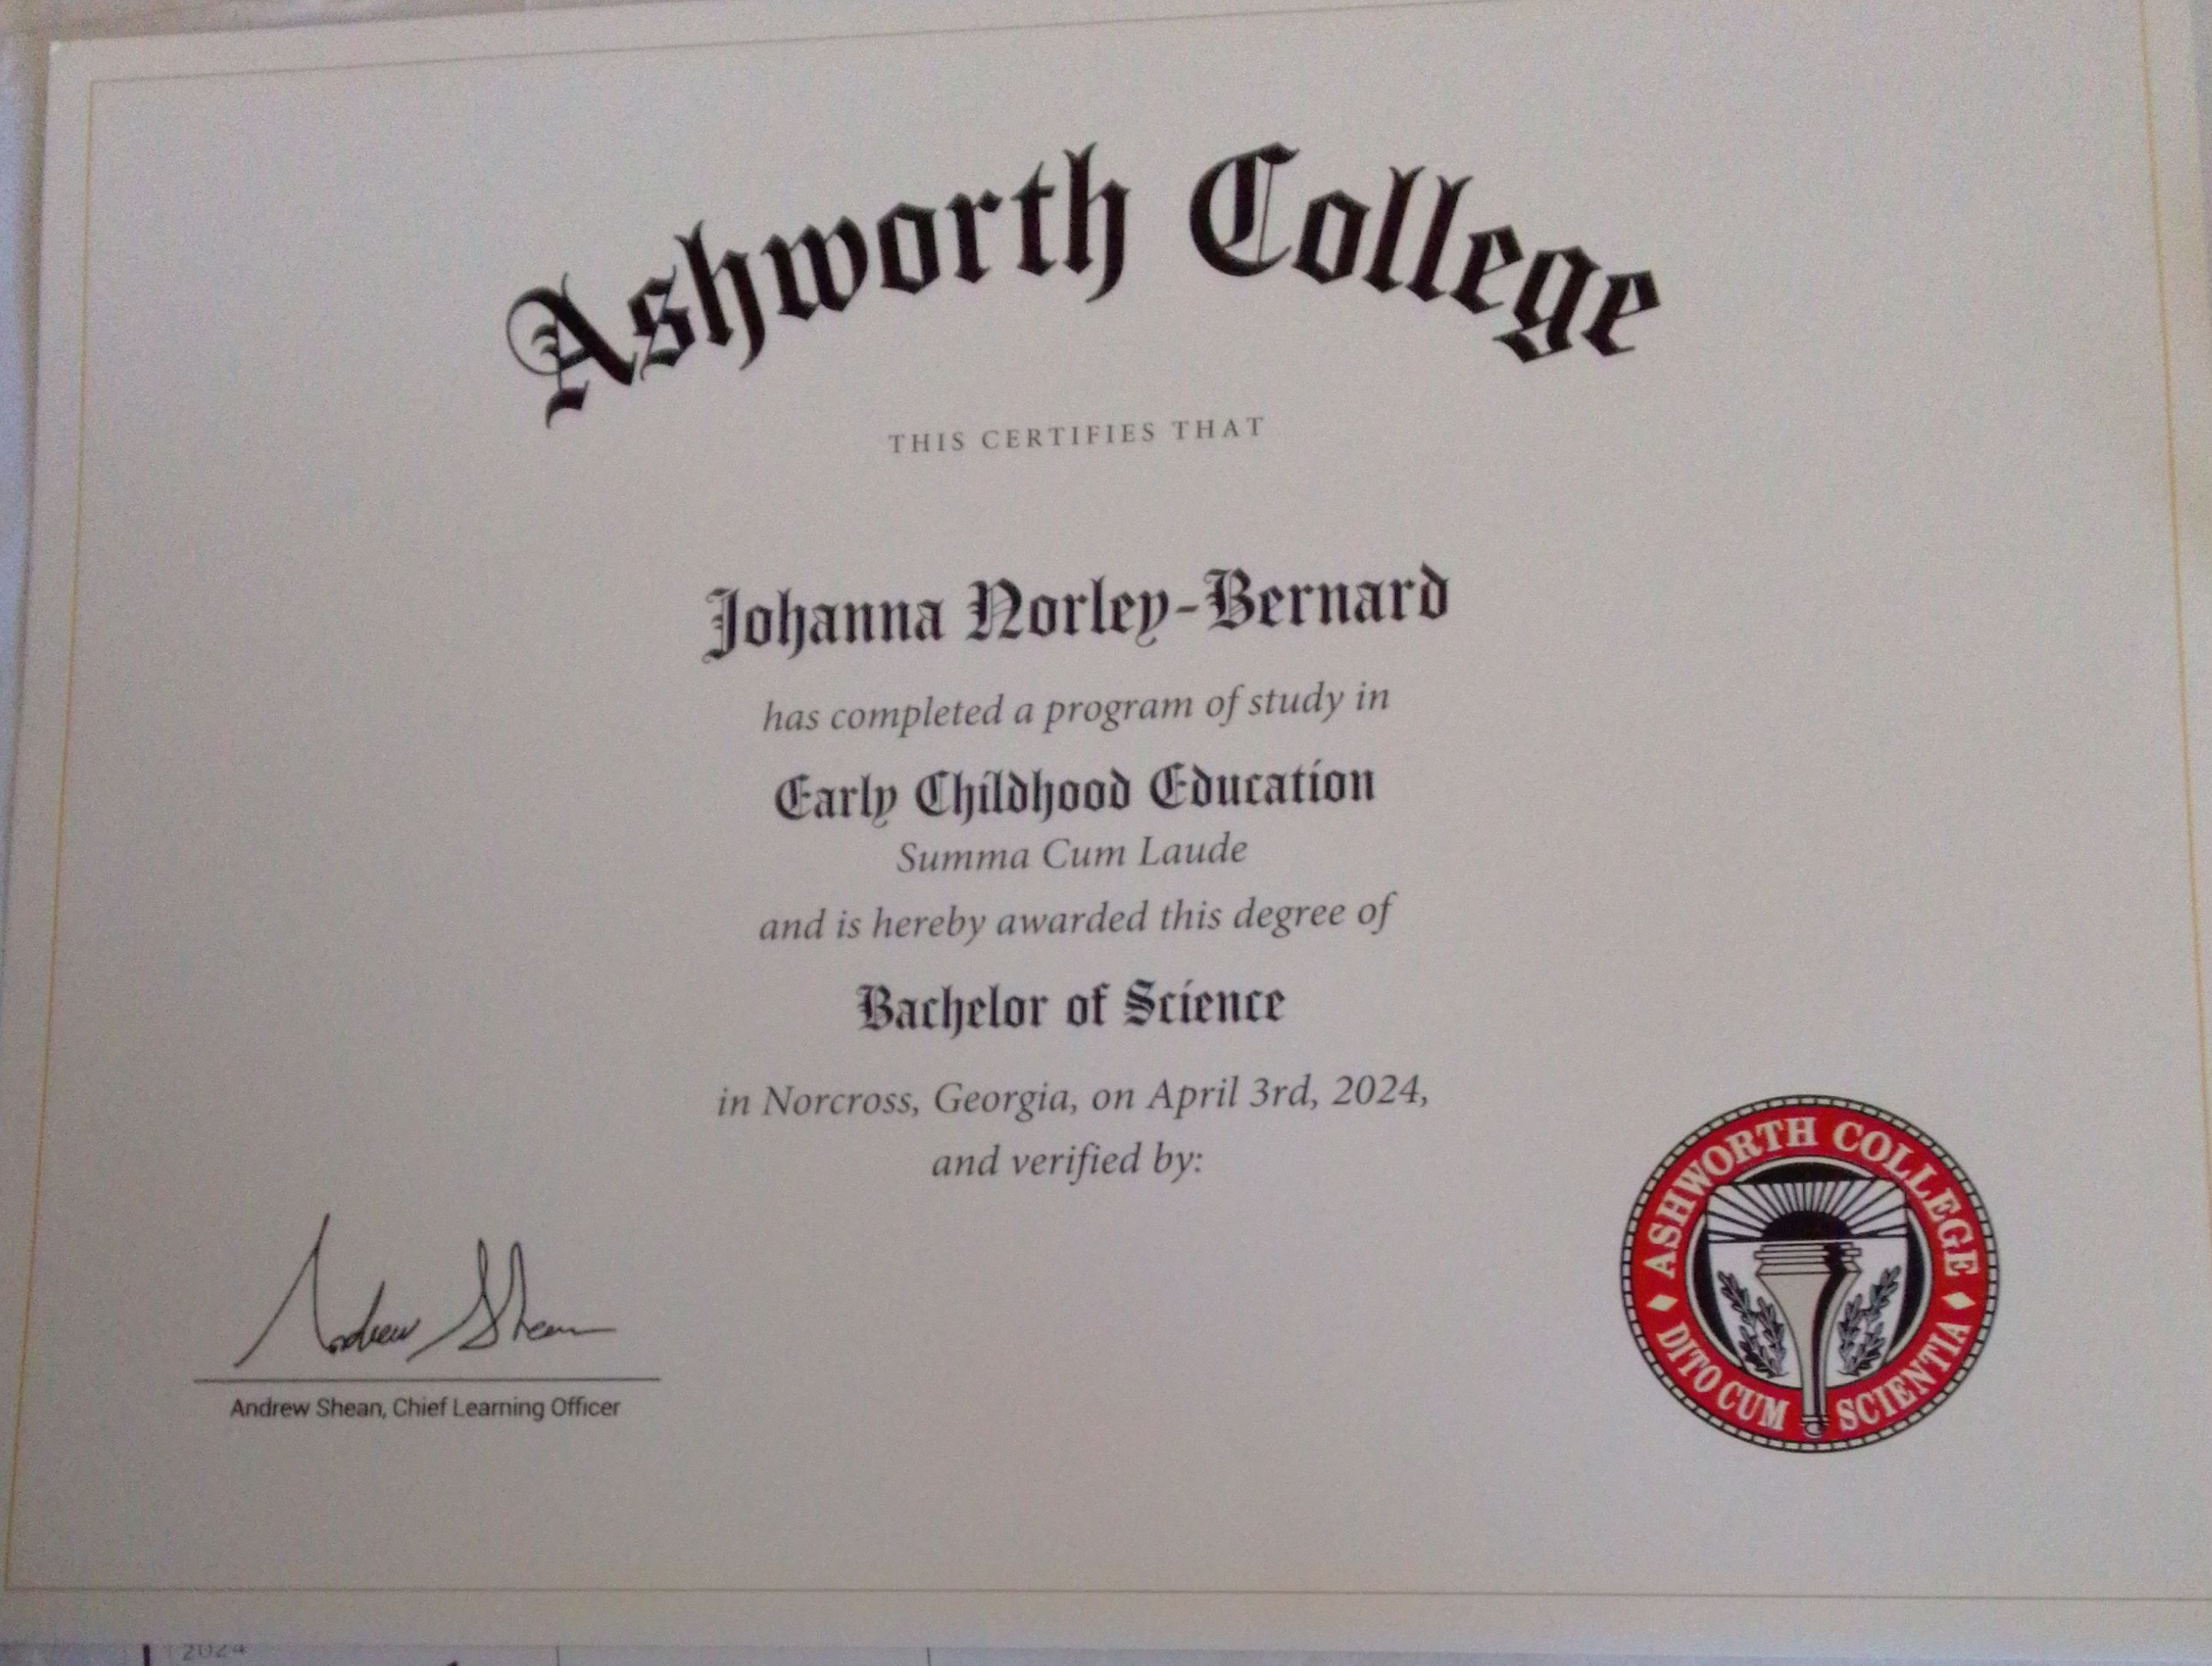 Ashworth College
THIS CERTIFIES THAT
Johanna Norley-Bernard
has completed a program of study in
Early Childhood Education
Summa Cum Laude
and is hereby awarded this degree of
Bachelor of Science
in Norcross, Georgia, on April 3rd, 2024,
and verified by:
Andrew Shean
Andrew Shean, Chief Learning Officer
ASHWORTH COLLEGE
DITO CUM SCIENTIA
2024